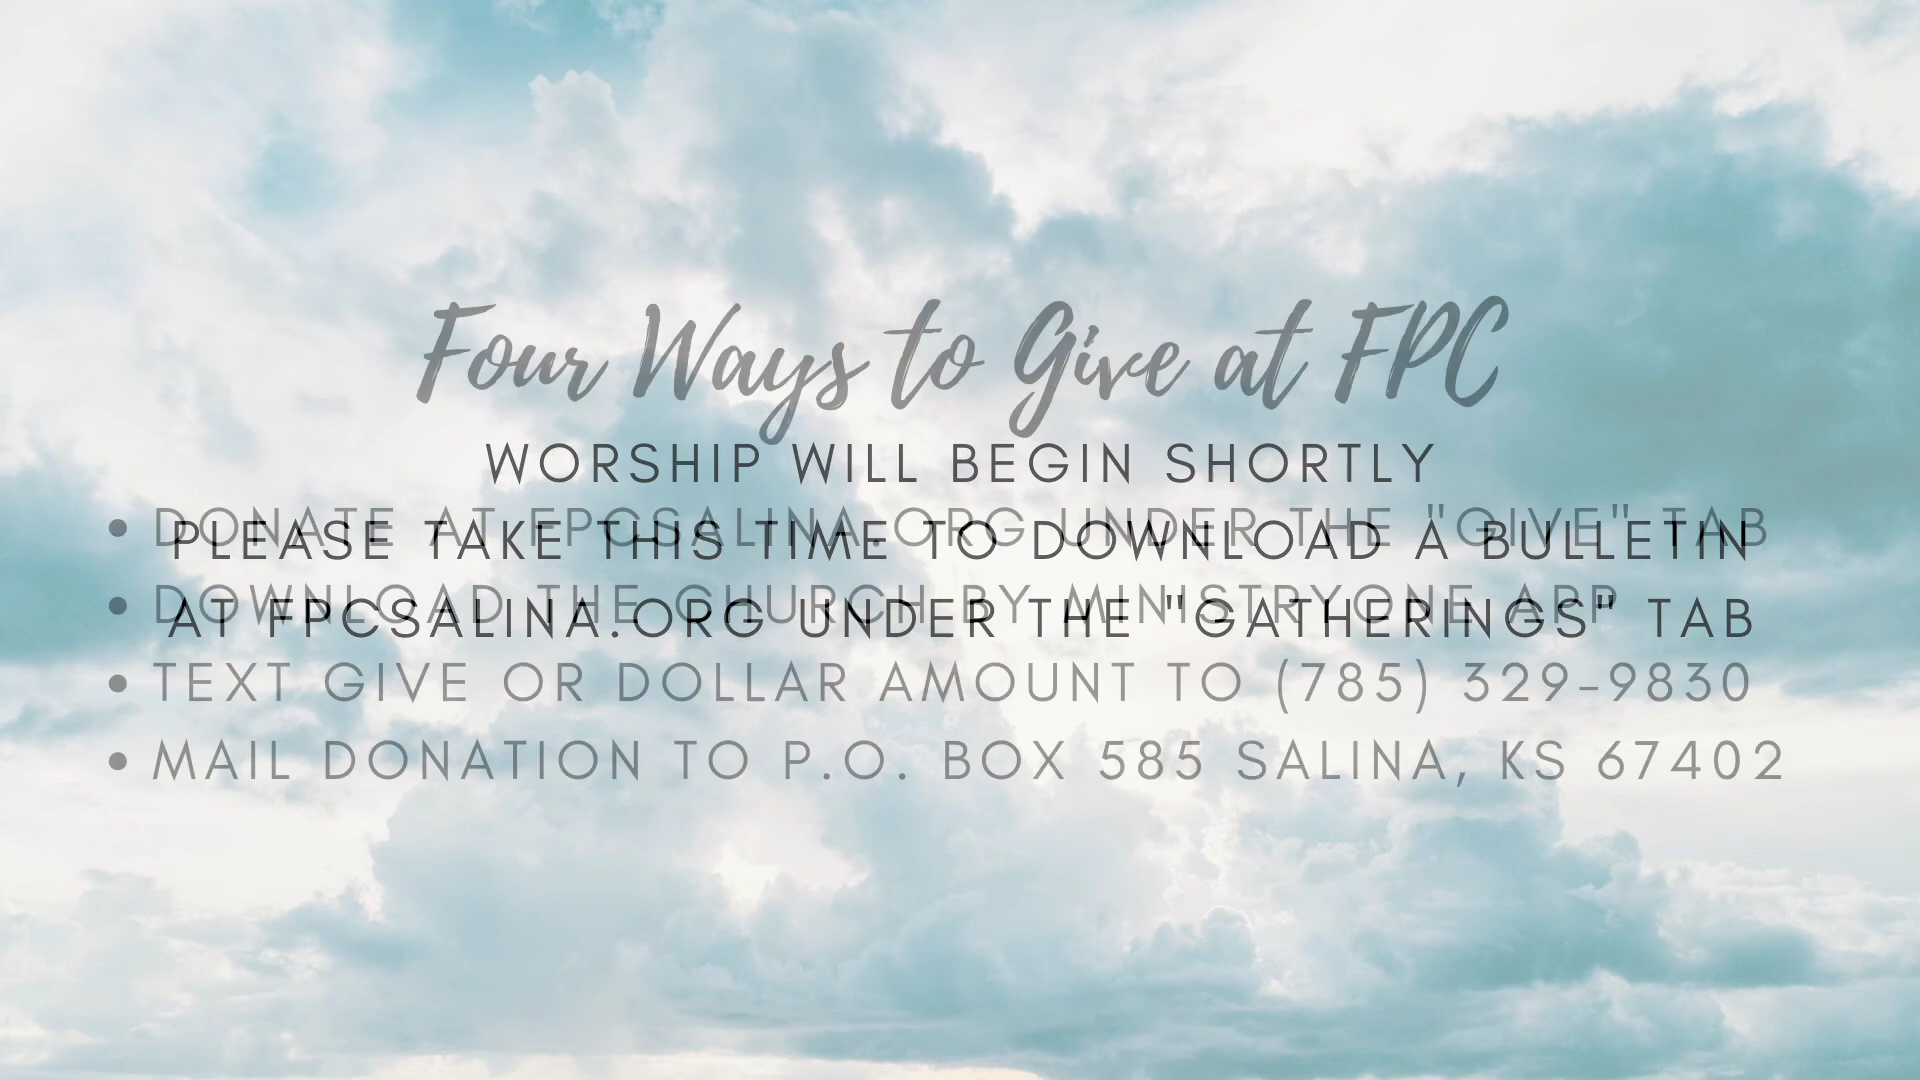 Four Ways to Give at FPC
WORSHIP WILL BEGIN SHORTLY
• DONATE AT FPCSALINA.ORG UNDER THE "GIVE" TAB
PLEASE TAKE THIS TIME TO DOWNLOAD A BULLETIN
• DOWNLOAD THE CHURCH BY MINISTRYONE APP
AT FPCSALINA.ORG UNDER THE "GATHERINGS" TAB
• TEXT GIVE OR DOLLAR AMOUNT TO (785) 329-9830
• MAIL DONATION TO P.O. BOX 585 SALINA, KS 67402